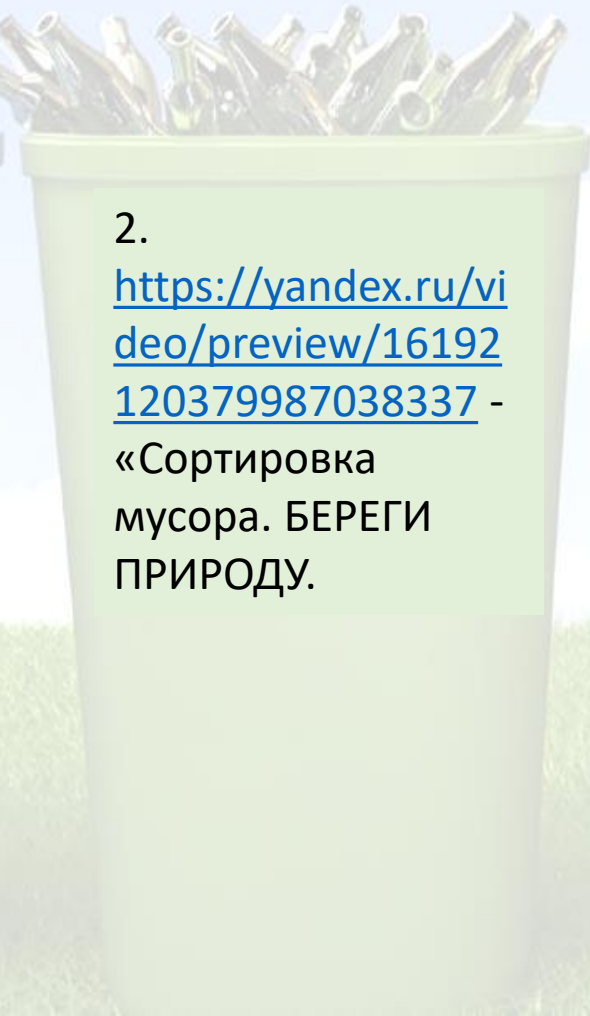 2.
https://yandex.ru/vi
deo/preview/16192
120379987038337 -
«Сортировка
мусора. БЕРЕГИ
ПРИРОДУ.